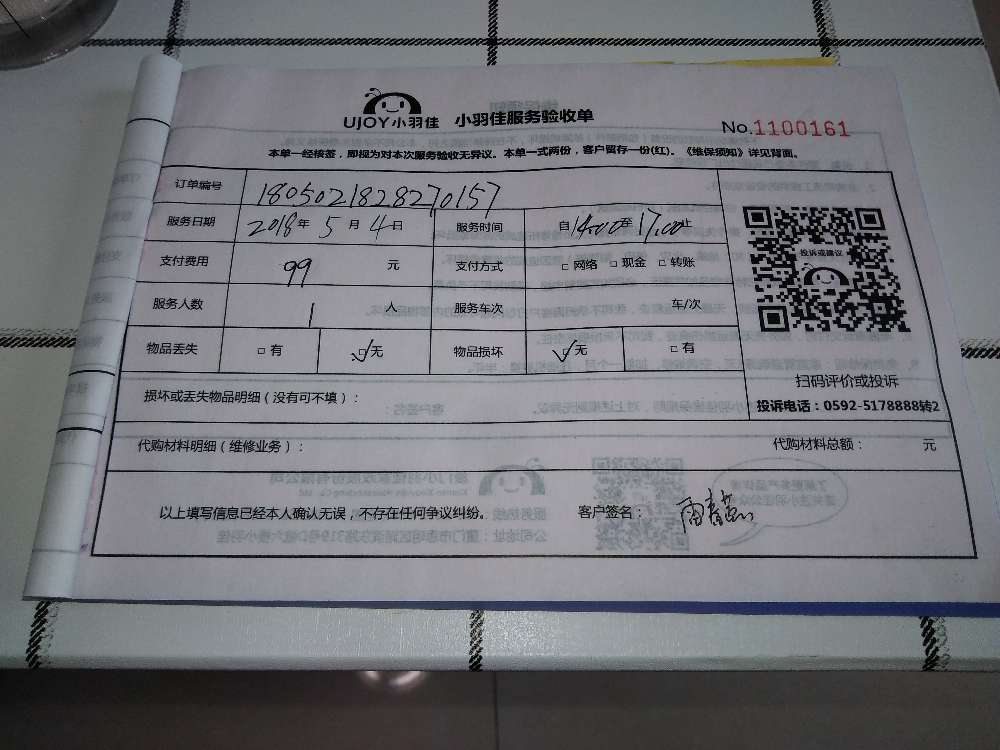 UJOY小羽佳 小羽佳服务验收单
No.1100161
本单一经接签，即视为对本次服务验收无异议。本单一式两份，客户留存一份(红)。《维保须知》详见背面。
订单编号 1805021828270157
服务日期 2018年 5月 4日 服务时间 自14:00至17:00止
支付费用 99 元 支付方式 □网络 □现金 □转账
服务人数 1 人 服务车次 车/次
物品丢失 □有 ☑无 物品损坏 ☑无 □有
投诉或建议
扫码评价或投诉
投诉电话：0592-5178888转2
损坏或丢失物品明细（没有可不填）：
代购材料明细（维修业务）： 代购材料总额： 元
以上填写信息已经本人确认无误，不存在任何争议纠纷。 客户签名：